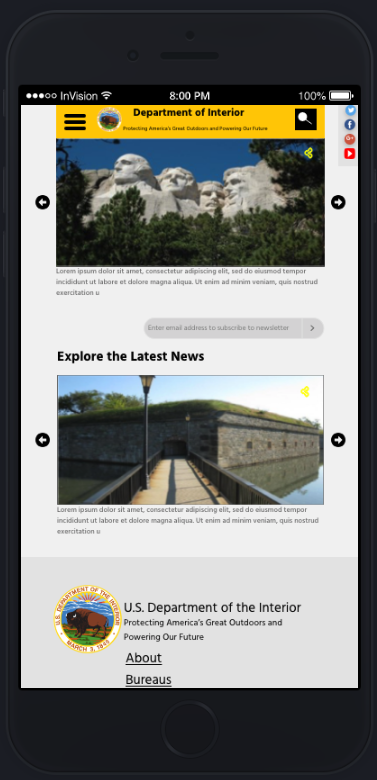 InVision
8:00 PM
100%
Department of Interior
Protecting America's Great Outdoors and Powering Our Future
Lorem ipsum dolor sit amet, consectetur adipiscing elit, sed do eiusmod tempor
incididunt ut labore et dolore magna aliqua. Ut enim ad minim veniam, quis nostrud
exercitation u
Enter email address to subscribe to newsletter
Explore the Latest News
Lorem ipsum dolor sit amet, consectetur adipiscing elit, sed do eiusmod tempor
incididunt ut labore et dolore magna aliqua. Ut enim ad minim veniam, quis nostrud
exercitation u
U.S. DEPARTMENT OF THE INTERIOR
MARCH 3, 1849
U.S. Department of the Interior
Protecting America's Great Outdoors and
Powering Our Future
About
Bureaus